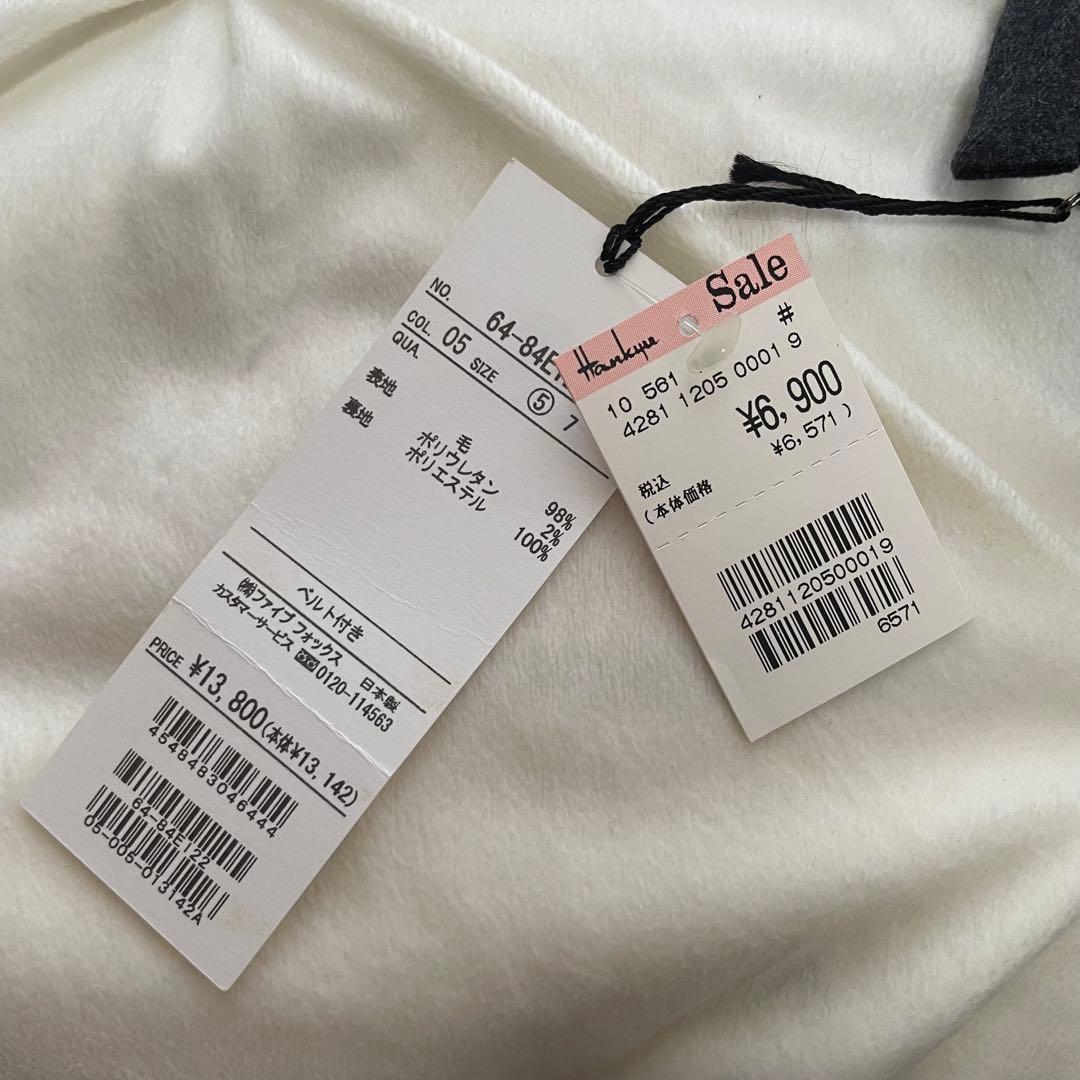 NO. 64-84E1
COL. 05 SIZE ⑤ 7
QUA.
表地 毛 98%
ポリウレタン 2%
裏地 ポリエステル 100%
ベルト付き
㈱ファイブフォックス 日本製
カスタマーサービス 0120-114563
PRICE ¥13,800(本体¥13,142)
4548483046444
64-84E122
05-005-013142A
Sale
Hankyu
#
10 561
4281 1205 0001 9
¥6,900
税込 ¥6,571)
(本体価格
4281120500019
6571